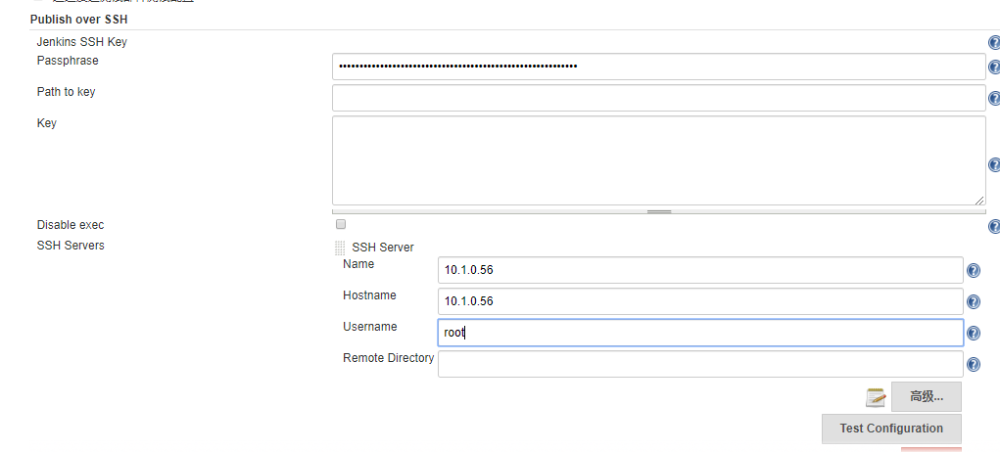 Publish over SSH
Jenkins SSH Key
Passphrase ••••••••••••••••••••••••••••••••••••••••••••••••••••••••••
Path to key
Key
Disable exec
SSH Servers
SSH Server
Name 10.1.0.56
Hostname 10.1.0.56
Username root
Remote Directory
高级...
Test Configuration